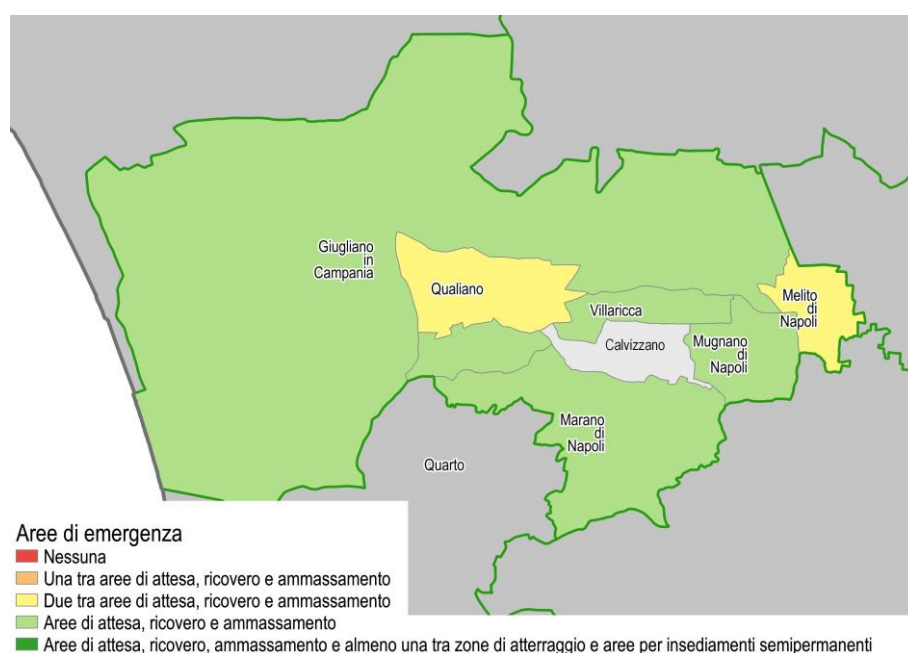 Giugliano
in
Campania
Qualiano
Villaricca
Melito
di
Napoli
Calvizzano
Mugnano
di
Napoli
Marano
di
Napoli
Quarto
Aree di emergenza
Nessuna
Una tra aree di attesa, ricovero e ammassamento
Due tra aree di attesa, ricovero e ammassamento
Aree di attesa, ricovero e ammassamento
Aree di attesa, ricovero, ammassamento e almeno una tra zone di atterraggio e aree per insediamenti semipermanenti